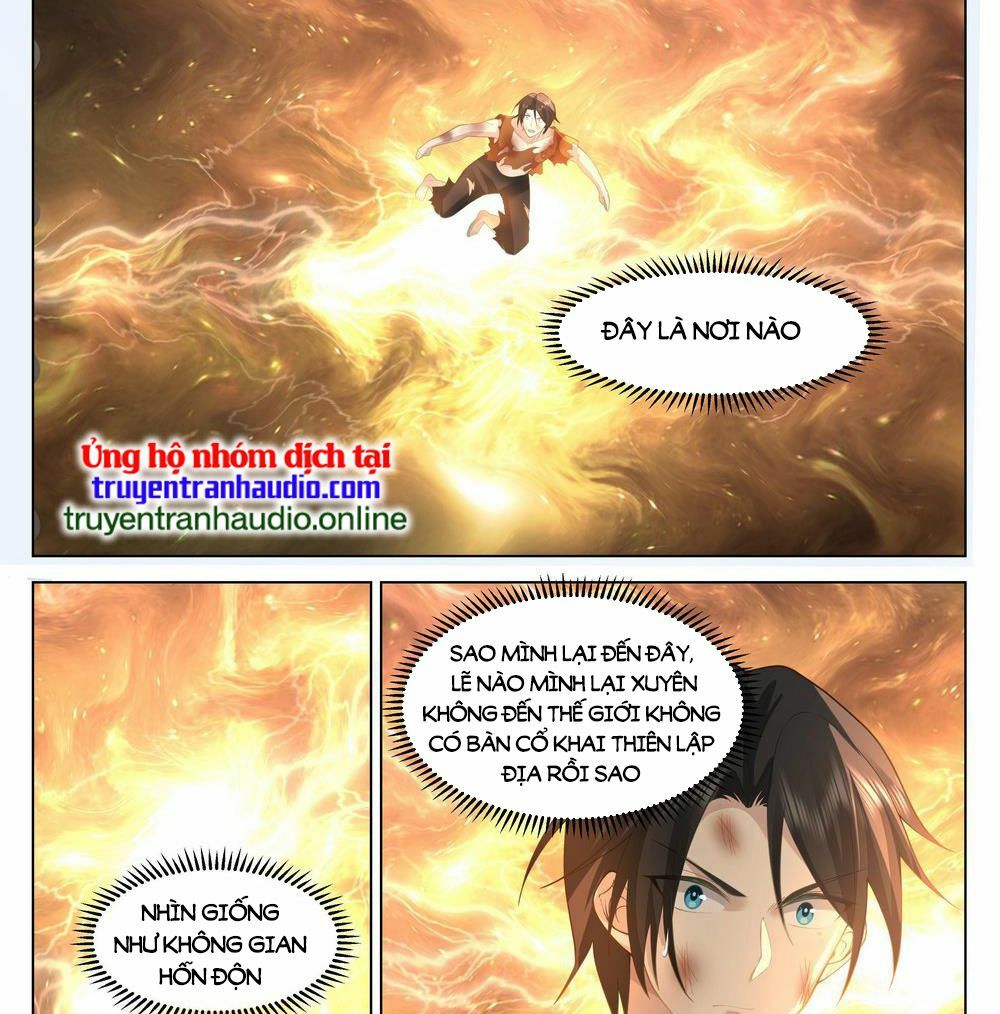 ĐÂY LÀ NƠI NÀO
Ủng hộ nhóm dịch tại
truyentranhaudio.com
truyentranhaudio.online
NHÌN GIỐNG
NHƯ KHÔNG GIAN
HỐN ĐỘN
SAO MÌNH LẠI ĐẾN ĐÂY,
LẼ NÀO MÌNH LẠI XUYÊN
KHÔNG ĐẾN THẾ GIỚI KHÔNG
CÓ BÀN CỔ KHAI THIÊN LẬP
ĐỊA RỒI SAO